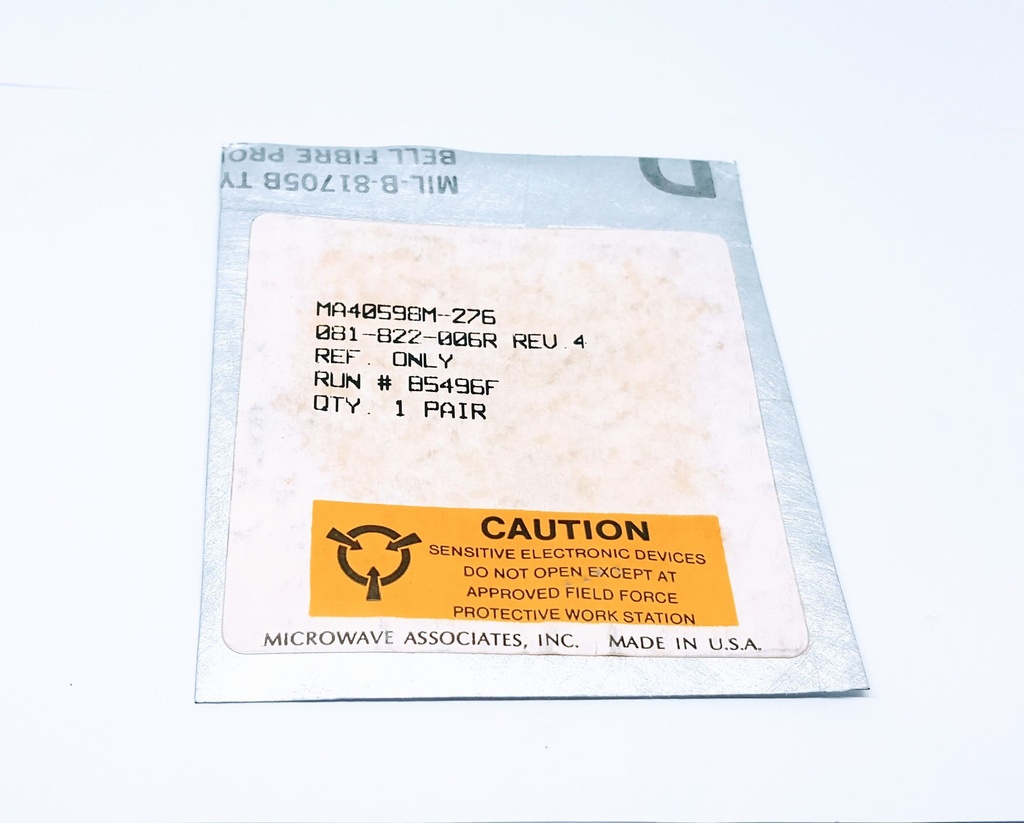 BELL FIBRE PRO
MIL-B-81705B TY
D
MA40598M-276
081-822-006R REV.4
REF. ONLY
RUN # 85496F
QTY. 1 PAIR
CAUTION
SENSITIVE ELECTRONIC DEVICES
DO NOT OPEN EXCEPT AT
APPROVED FIELD FORCE
PROTECTIVE WORK STATION
MICROWAVE ASSOCIATES, INC. MADE IN U.S.A.